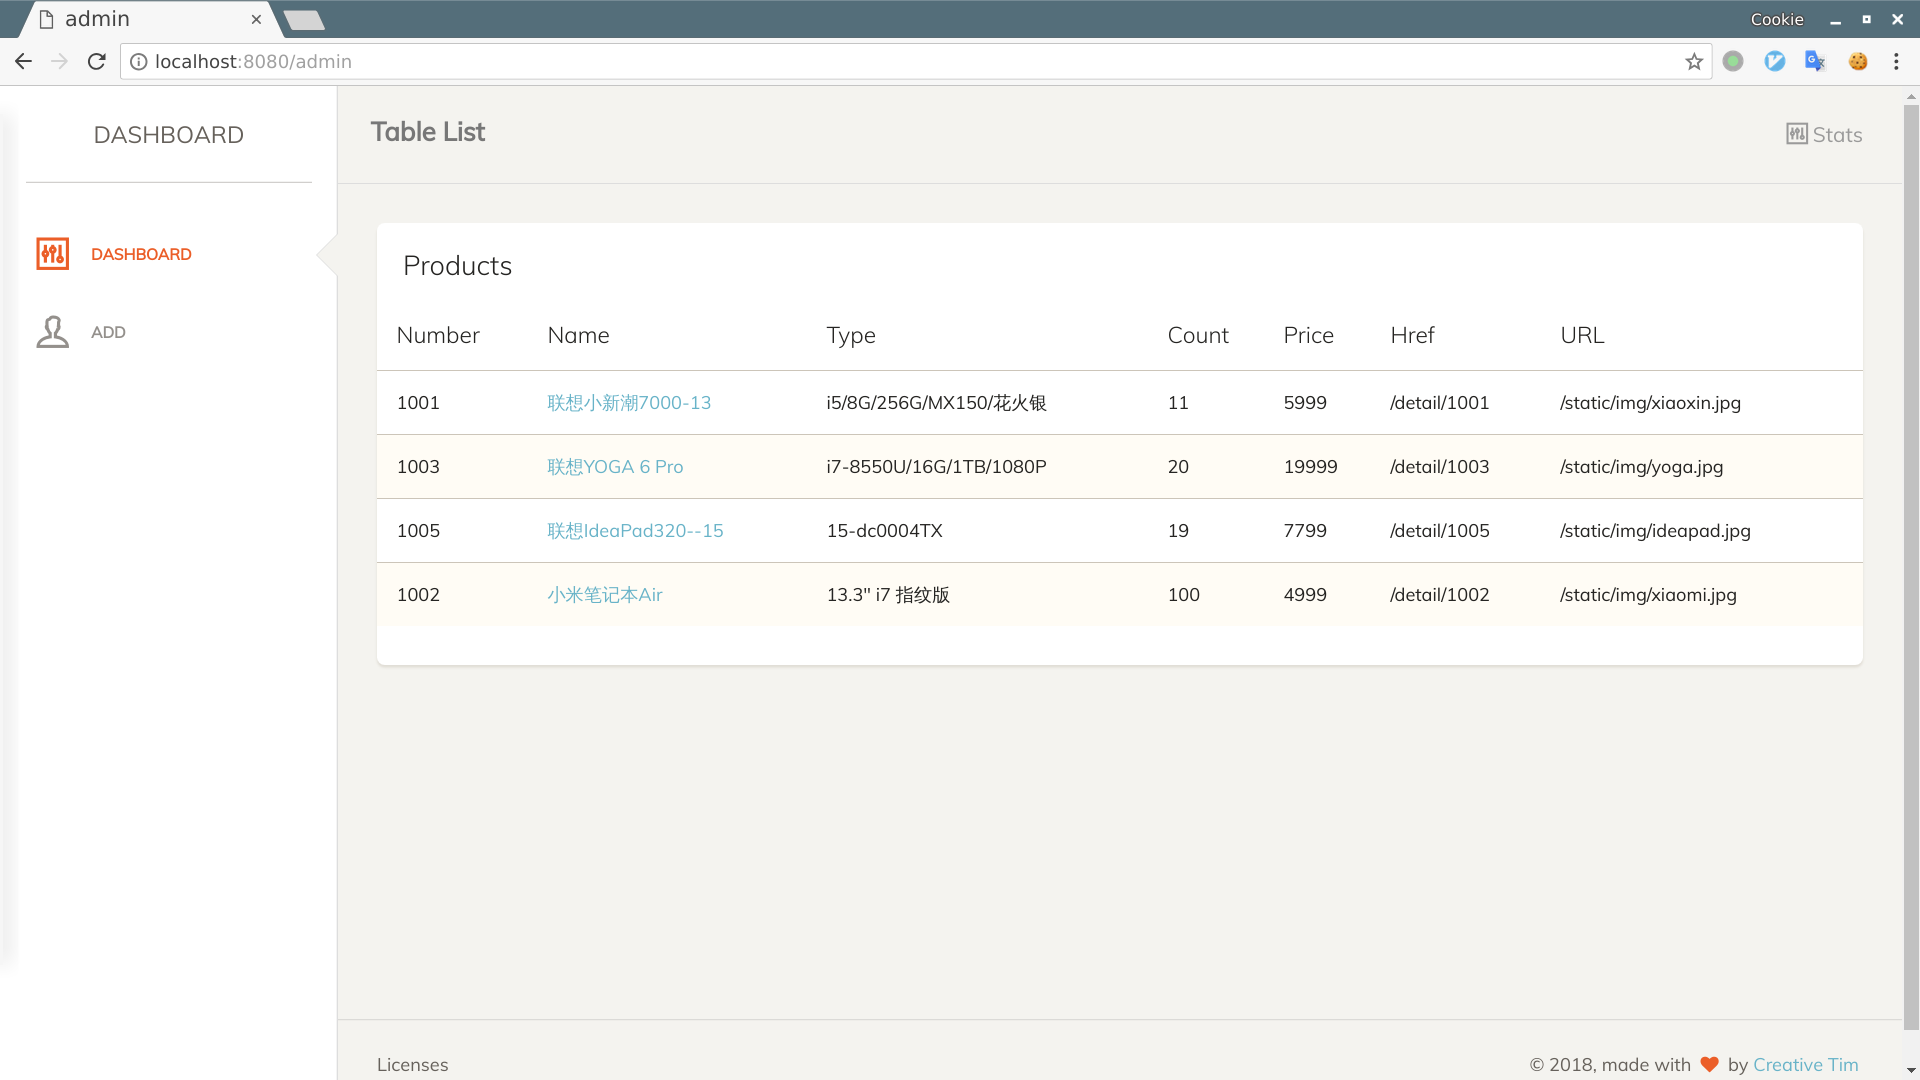 admin
Cookie
localhost:8080/admin
DASHBOARD
DASHBOARD
ADD
Table List
Stats
Products
Number Name Type Count Price Href URL
1001 联想小新潮7000-13 i5/8G/256G/MX150/花火银 11 5999 /detail/1001 /static/img/xiaoxin.jpg
1003 联想YOGA 6 Pro i7-8550U/16G/1TB/1080P 20 19999 /detail/1003 /static/img/yoga.jpg
1005 联想IdeaPad320--15 15-dc0004TX 19 7799 /detail/1005 /static/img/ideapad.jpg
1002 小米笔记本Air 13.3" i7 指纹版 100 4999 /detail/1002 /static/img/xiaomi.jpg
Licenses
© 2018, made with by Creative Tim